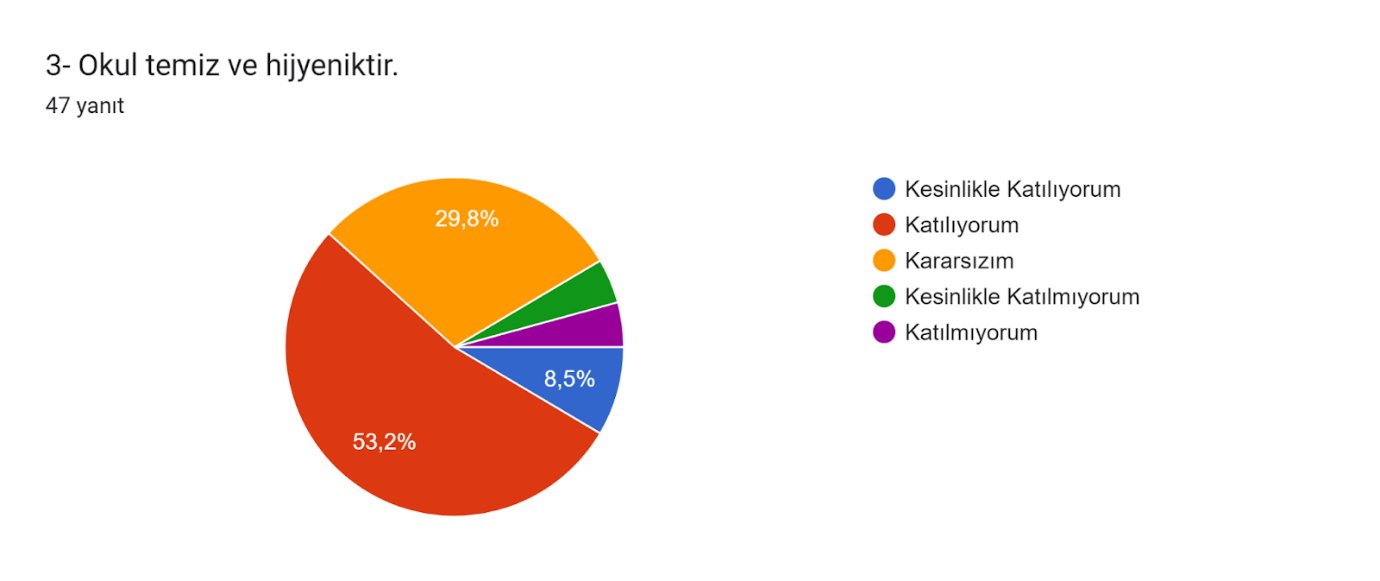 3- Okul temiz ve hijyeniktir.
47 yanıt
29,8%
8,5%
53,2%
Kesinlikle Katılıyorum
Katılıyorum
Kararsızım
Kesinlikle Katılmıyorum
Katılmıyorum